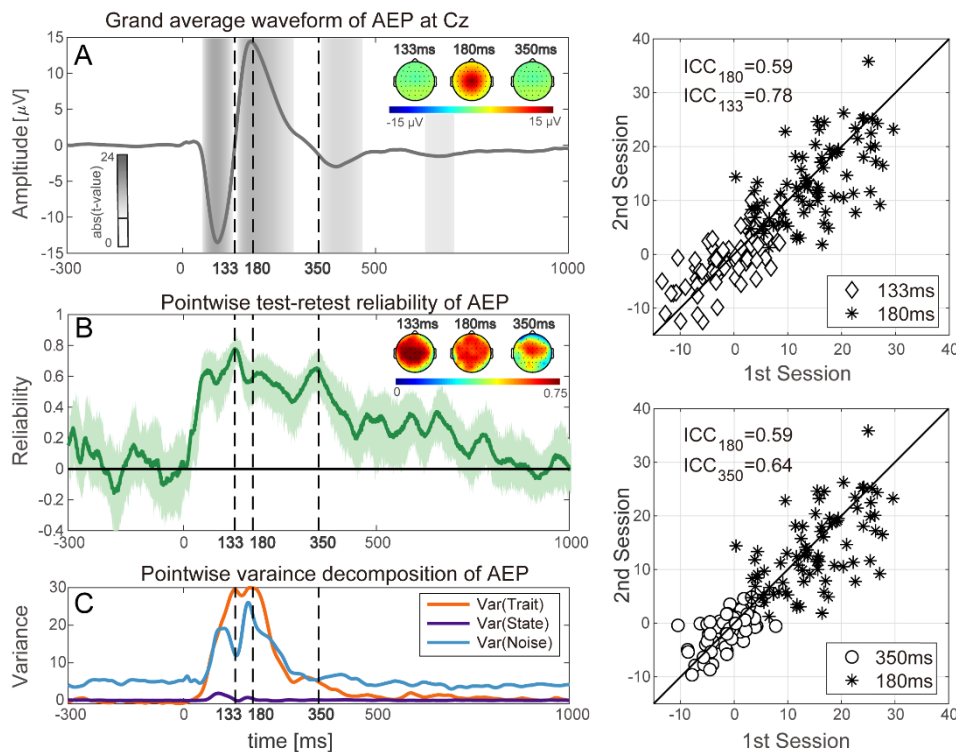 Grand average waveform of AEP at Cz
A
15
10
5
0
-5
-10
-15
Ampltiude [μV]
24
0
abs(t-value)
133ms 180ms 350ms
-15 μV 15 μV
-300 0 133 180 350 500 1000
Pointwise test-retest reliability of AEP
B
0.8
0.6
0.4
0.2
0
0.2
0.4
Reliability
133ms 180ms 350ms
0 0.75
-300 0 133 180 350 500 1000
Pointwise varaince decomposition of AEP
C
30
20
10
0
Variance
Var(Trait)
Var(State)
Var(Noise)
-300 0 133 180 350 500 1000
time [ms]
ICC180=0.59
ICC133=0.78
40
30
20
10
0
-10
2nd Session
133ms
180ms
-10 0 10 20 30 40
1st Session
ICC180=0.59
ICC350=0.64
40
30
20
10
0
-10
2nd Session
350ms
180ms
-10 0 10 20 30 40
1st Session